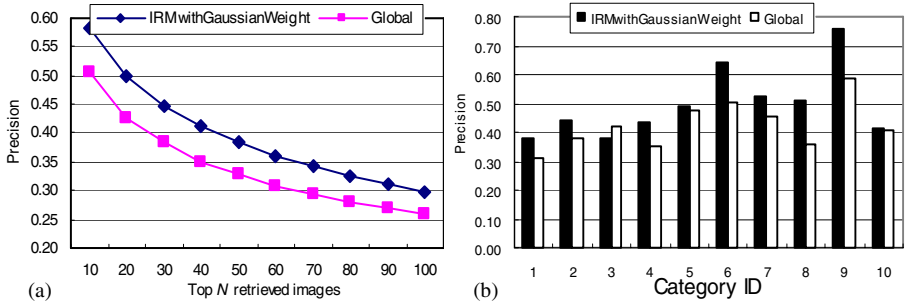 IRMwithGaussianWeight Global
0.60
0.55
0.50
0.45
0.40
0.35
0.30
0.25
0.20
Precision
10 20 30 40 50 60 70 80 90 100
Top N retrieved images
(a)
IRMwithGaussianWeight Global
0.80
0.70
0.60
0.50
0.40
0.30
0.20
0.10
0.00
Precision
1 2 3 4 5 6 7 8 9 10
Category ID
(b)